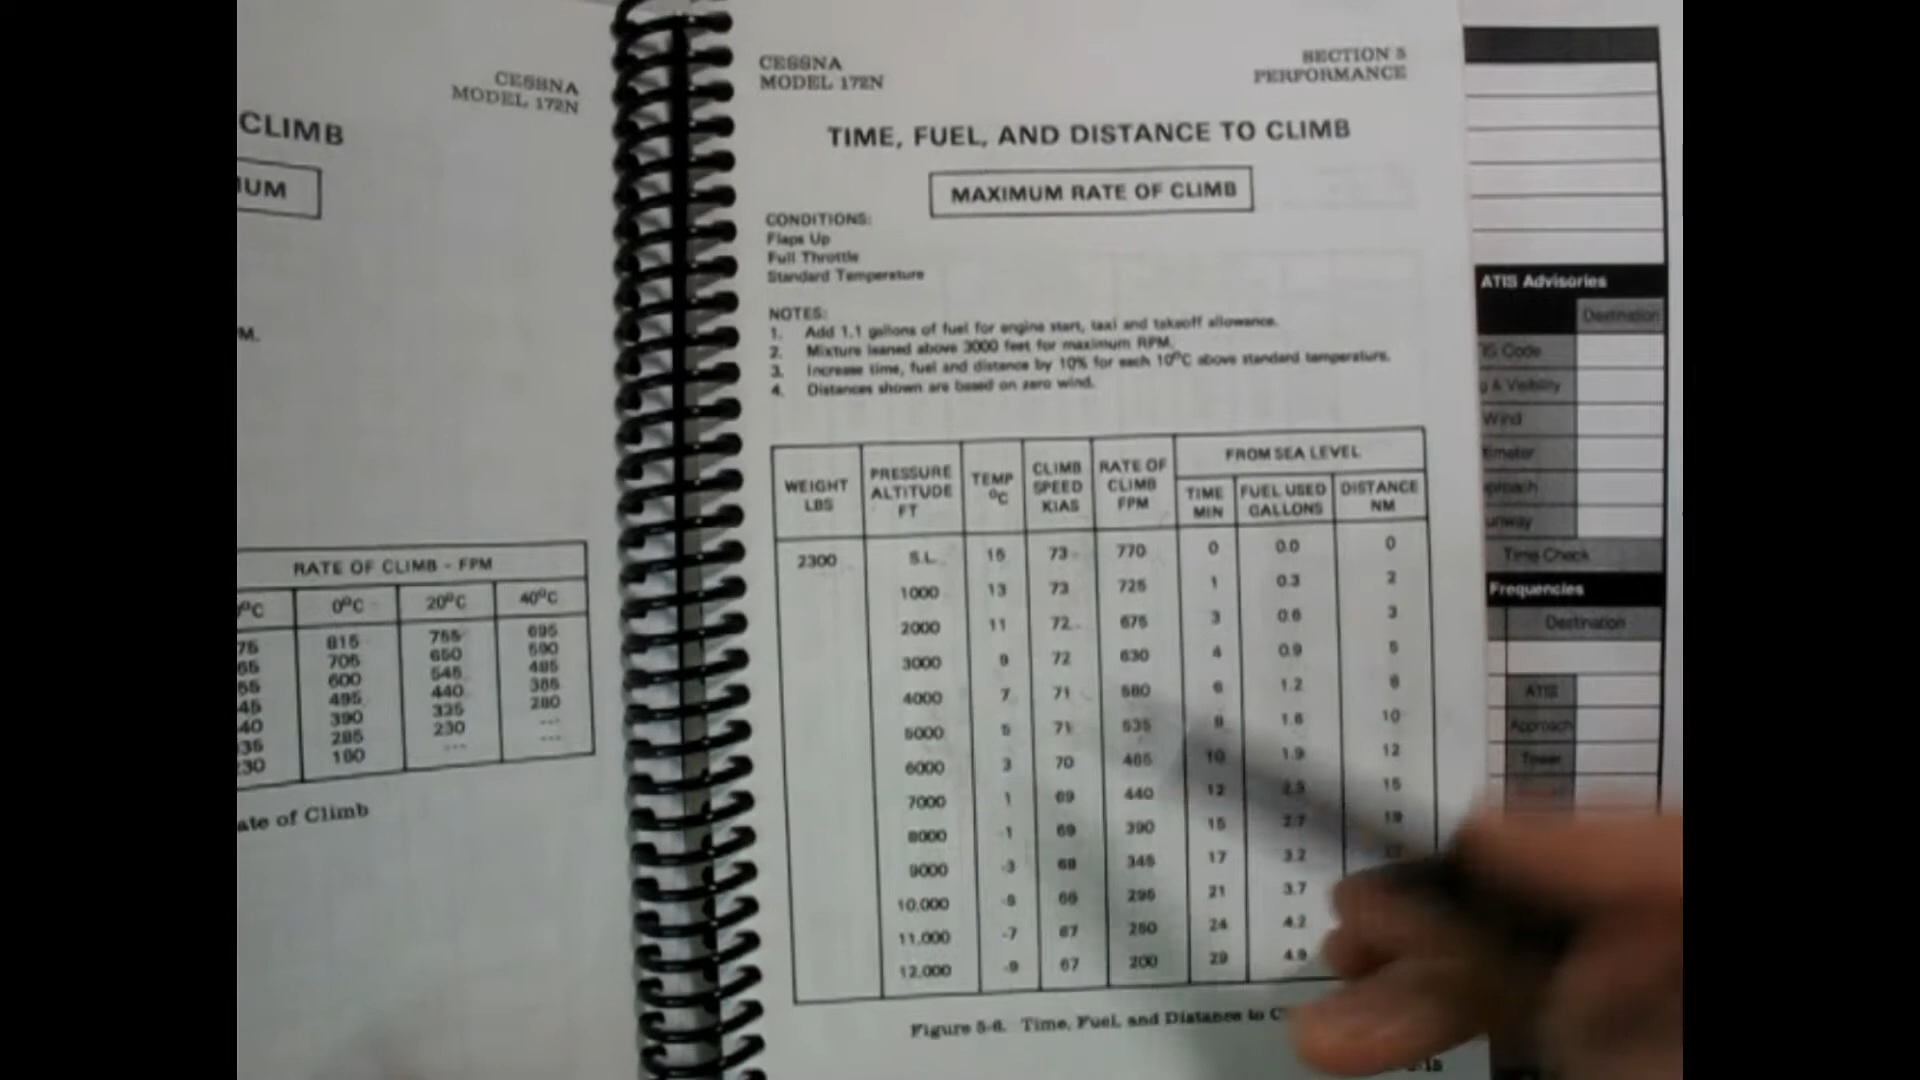 CESSNA
MODEL 172N
CLIMB
UM
M.
RATE OF CLIMB - FPM
0°C 20°C 40°C
815 755 695
705 650 590
600 545 485
495 440 385
390 335 280
285 230 ---
180 --- ---
ate of Climb
CESSNA
MODEL 172N
SECTION 5
PERFORMANCE
TIME, FUEL, AND DISTANCE TO CLIMB
MAXIMUM RATE OF CLIMB
CONDITIONS:
Flaps Up
Full Throttle
Standard Temperature
NOTES:
1. Add 1.1 gallons of fuel for engine start, taxi and takeoff allowance.
2. Mixture leaned above 3000 feet for maximum RPM.
3. Increase time, fuel and distance by 10% for each 10°C above standard temperature.
4. Distances shown are based on zero wind.
WEIGHT LBS PRESSURE ALTITUDE FT TEMP °C CLIMB SPEED KIAS RATE OF CLIMB FPM FROM SEA LEVEL
TIME MIN FUEL USED GALLONS DISTANCE NM
2300 S.L. 15 73 770 0 0.0 0
1000 13 73 725 1 0.3 2
2000 11 72 675 3 0.6 3
3000 9 72 630 4 0.9 5
4000 7 71 580 6 1.2 8
5000 5 71 535 8 1.6 10
6000 3 70 485 10 1.9 12
7000 1 69 440 12 15
8000 -1 69 390 15 2.7 19
9000 -3 68 345 17 3.2
10,000 -5 295 21 3.7
11,000 -7 67 250 24 4.2
12,000 -9 67 200 29 4.9
Figure 5-6. Time, Fuel, and Distance to C
ATIS Advisories
Destination
IS Code
g & Visibility
Wind
ltimeter
pproach
unway
Time Check
Frequencies
Destination
ATIS
Approach
Tower